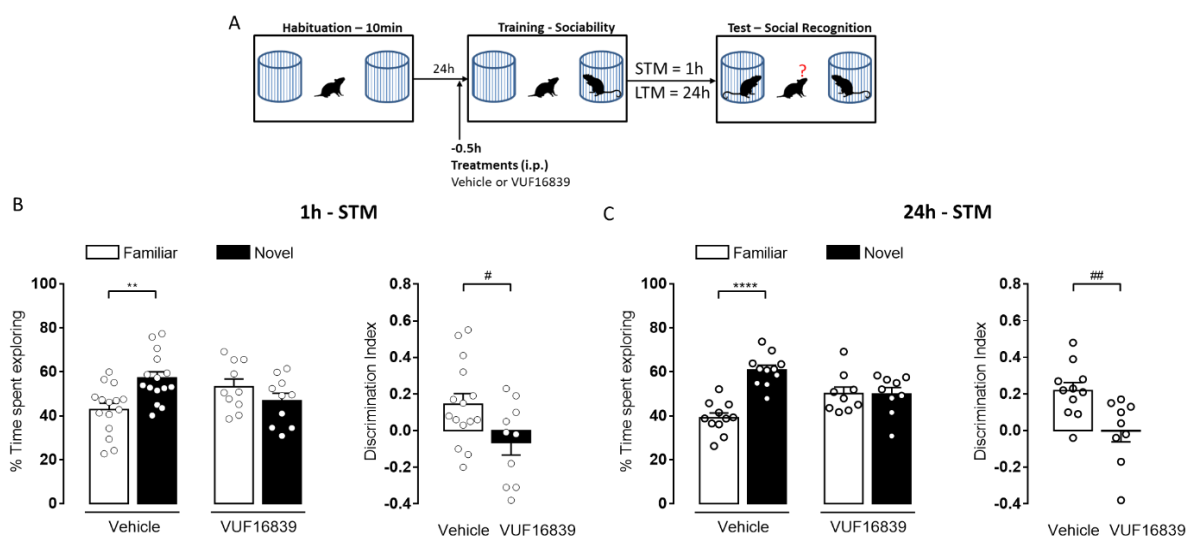 A
Habituation – 10min
Training - Sociability
Test – Social Recognition
24h
STM = 1h
LTM = 24h
?
-0.5h
Treatments (i.p.)
Vehicle or VUF16839
B
1h - STM
Familiar
Novel
% Time spent exploring
100
80
60
40
20
0
**
Vehicle
VUF16839
Discrimination Index
0.8
0.6
0.4
0.2
0.0
-0.2
-0.4
#
Vehicle VUF16839
C
24h - STM
Familiar
Novel
% Time spent exploring
100
80
60
40
20
0
****
Vehicle
VUF16839
Discrimination Index
0.8
0.6
0.4
0.2
0.0
-0.2
-0.4
##
Vehicle VUF16839